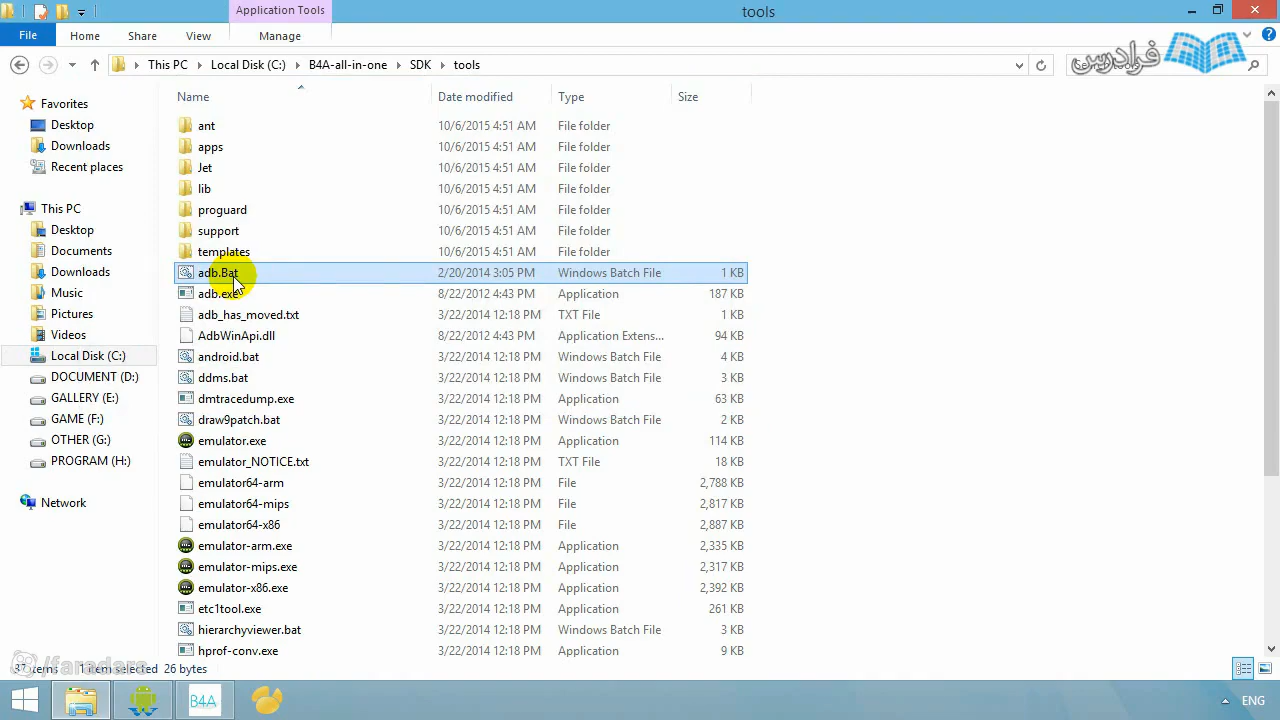 Application Tools
tools
File
Home
Share
View
Manage
This PC
Local Disk (C:)
B4A-all-in-one
SDK
tools
فرادرس
Name
Date modified
Type
Size
Favorites
Desktop
Downloads
Recent places
This PC
Desktop
Documents
Downloads
Music
Pictures
Videos
Local Disk (C:)
DOCUMENT (D:)
GALLERY (E:)
GAME (F:)
OTHER (G:)
PROGRAM (H:)
Network
ant 10/6/2015 4:51 AM File folder
apps 10/6/2015 4:51 AM File folder
Jet 10/6/2015 4:51 AM File folder
lib 10/6/2015 4:51 AM File folder
proguard 10/6/2015 4:51 AM File folder
support 10/6/2015 4:51 AM File folder
templates 10/6/2015 4:51 AM File folder
adb.Bat 2/20/2014 3:05 PM Windows Batch File 1 KB
adb.exe 8/22/2012 4:43 PM Application 187 KB
adb_has_moved.txt 3/22/2014 12:18 PM TXT File 1 KB
AdbWinApi.dll 8/22/2012 4:43 PM Application Extens... 94 KB
android.bat 3/22/2014 12:18 PM Windows Batch File 4 KB
ddms.bat 3/22/2014 12:18 PM Windows Batch File 3 KB
dmtracedump.exe 3/22/2014 12:18 PM Application 63 KB
draw9patch.bat 3/22/2014 12:18 PM Windows Batch File 2 KB
emulator.exe 3/22/2014 12:18 PM Application 114 KB
emulator_NOTICE.txt 3/22/2014 12:18 PM TXT File 18 KB
emulator64-arm 3/22/2014 12:18 PM File 2,788 KB
emulator64-mips 3/22/2014 12:18 PM File 2,817 KB
emulator64-x86 3/22/2014 12:18 PM File 2,887 KB
emulator-arm.exe 3/22/2014 12:18 PM Application 2,335 KB
emulator-mips.exe 3/22/2014 12:18 PM Application 2,317 KB
emulator-x86.exe 3/22/2014 12:18 PM Application 2,392 KB
etc1tool.exe 3/22/2014 12:18 PM Application 261 KB
hierarchyviewer.bat 3/22/2014 12:18 PM Windows Batch File 3 KB
hprof-conv.exe 3/22/2014 12:18 PM Application 9 KB
/faradars
37 items 1 item selected 26 bytes
B4A
ENG